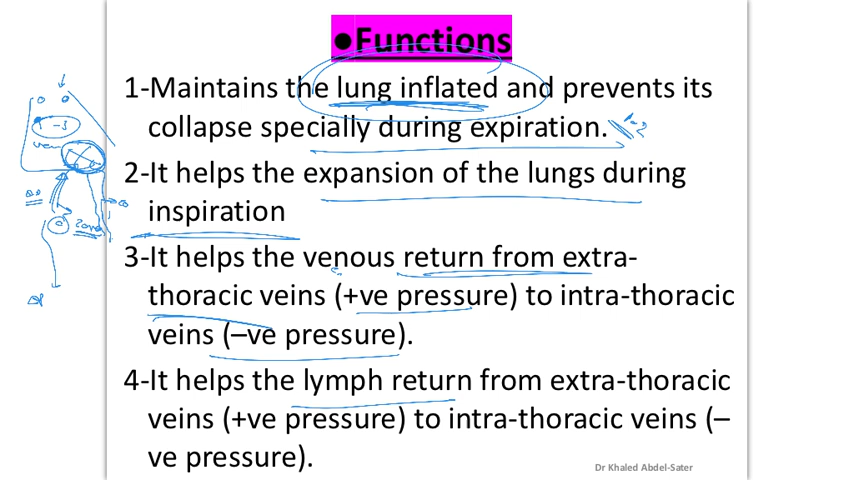 ●Functions
1-Maintains the lung inflated and prevents its
collapse specially during expiration.
2-It helps the expansion of the lungs during
inspiration
3-It helps the venous return from extra-
thoracic veins (+ve pressure) to intra-thoracic
veins (–ve pressure).
4-It helps the lymph return from extra-thoracic
veins (+ve pressure) to intra-thoracic veins (–
ve pressure).
Dr Khaled Abdel-Sater